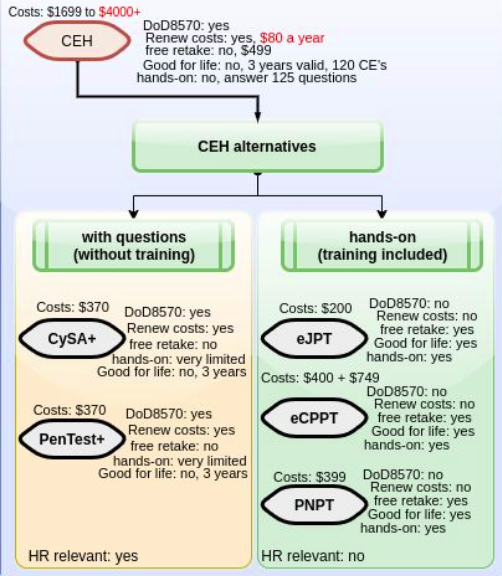 Costs: $1699 to $4000+
CEH
DoD8570: yes
Renew costs: yes, $80 a year
free retake: no, $499
Good for life: no, 3 years valid, 120 CE's
hands-on: no, answer 125 questions
CEH alternatives
with questions
(without training)
Costs: $370
CySA+
DoD8570: yes
Renew costs: yes
free retake: no
hands-on: very limited
Good for life: no, 3 years
Costs: $370
PenTest+
DoD8570: yes
Renew costs: yes
free retake: no
hands-on: very limited
Good for life: no, 3 years
HR relevant: yes
hands-on
(training included)
Costs: $200
eJPT
DoD8570: no
Renew costs: no
free retake: yes
Good for life: yes
hands-on: yes
Costs: $400 + $749
eCPPT
DoD8570: no
Renew costs: no
free retake: yes
Good for life: yes
hands-on: yes
Costs: $399
PNPT
DoD8570: no
Renew costs: no
free retake: yes
Good for life: yes
hands-on: yes
HR relevant: no